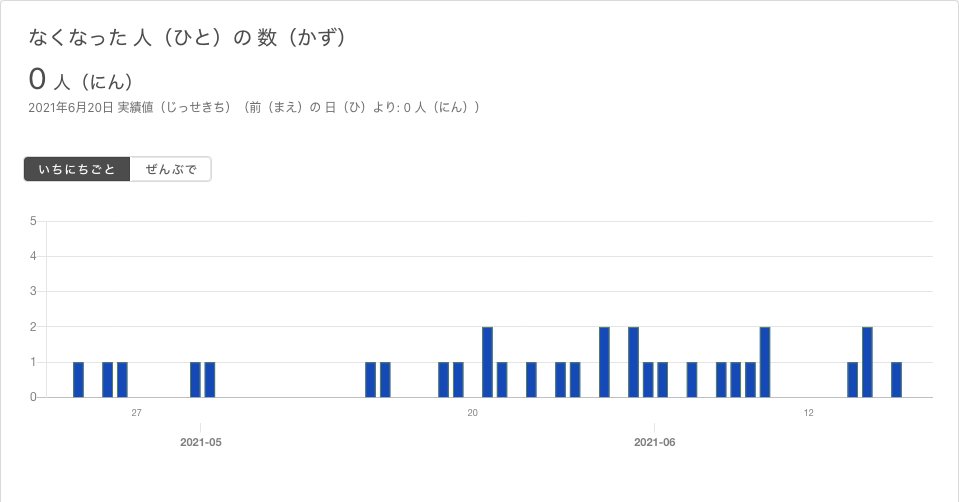 なくなった 人（ひと）の 数（かず）
0 人（にん）
2021年6月20日 実績値（じっせきち）（前（まえ）の 日（ひ）より: 0 人（にん））
いちにちごと ぜんぶで
5
4
3
2
1
0
27 20 12
2021-05 2021-06